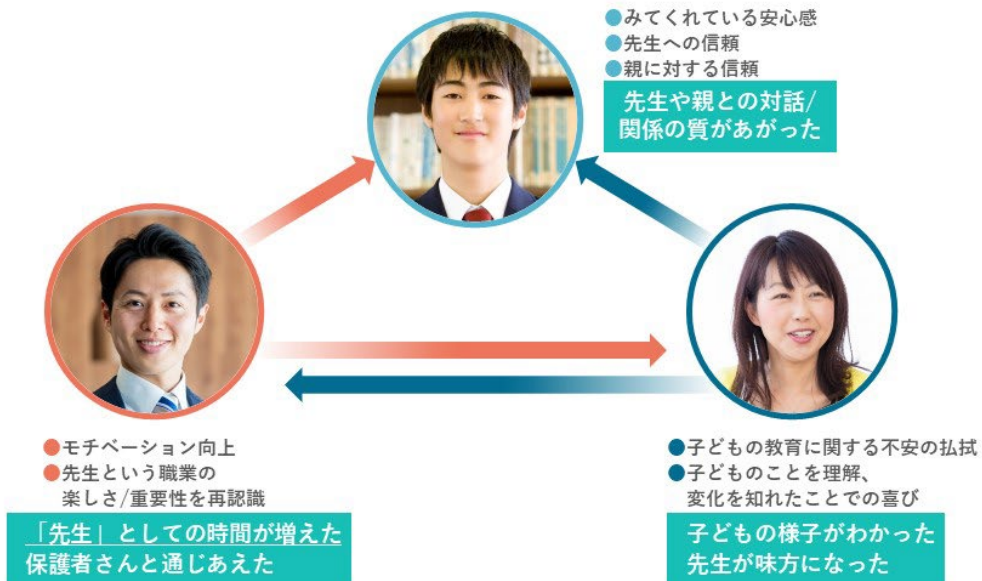 ●みてくれている安心感
●先生への信頼
●親に対する信頼
先生や親との対話/
関係の質があがった
●モチベーション向上
●先生という職業の
楽しさ/重要性を再認識
「先生」としての時間が増えた
保護者さんと通じあえた
●子どもの教育に関する不安の払拭
●子どものことを理解、
変化を知れたことでの喜び
子どもの様子がわかった
先生が味方になった